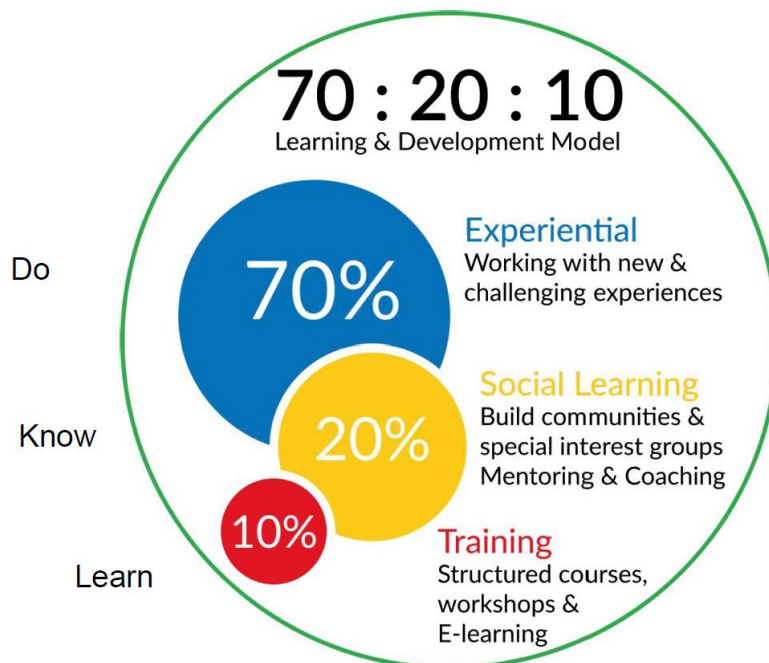 70 : 20 : 10
Learning & Development Model
Do
70%
Experiential
Working with new &
challenging experiences
Know
20%
Social Learning
Build communities &
special interest groups
Mentoring & Coaching
Learn
10%
Training
Structured courses,
workshops &
E-learning